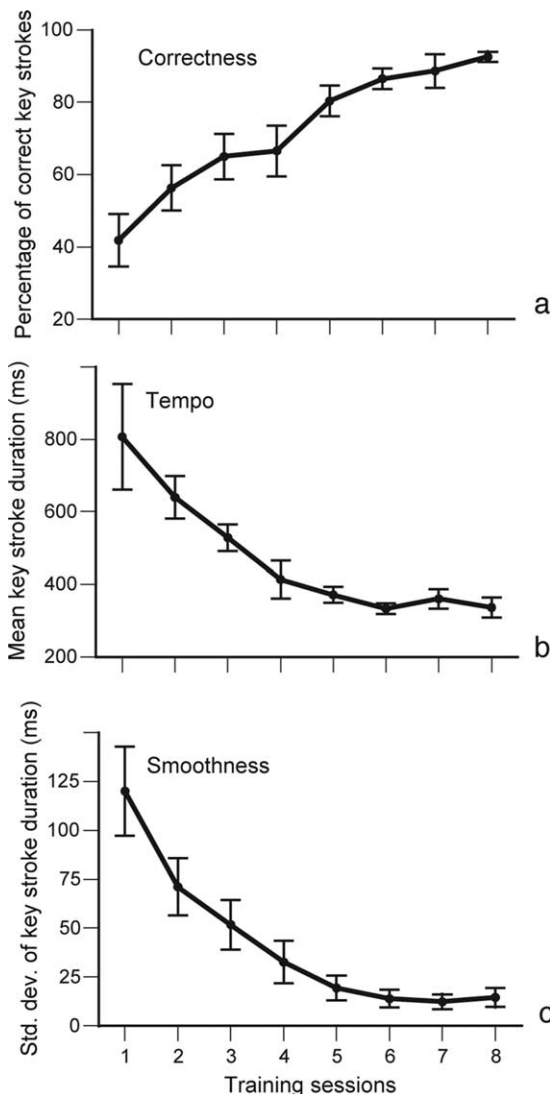 Percentage of correct key strokes
100
80
60
40
20
Correctness
a
Mean key stroke duration (ms)
800
600
400
200
Tempo
b
Std. dev. of key stroke duration (ms)
125
100
75
50
25
0
Smoothness
c
1 2 3 4 5 6 7 8
Training sessions